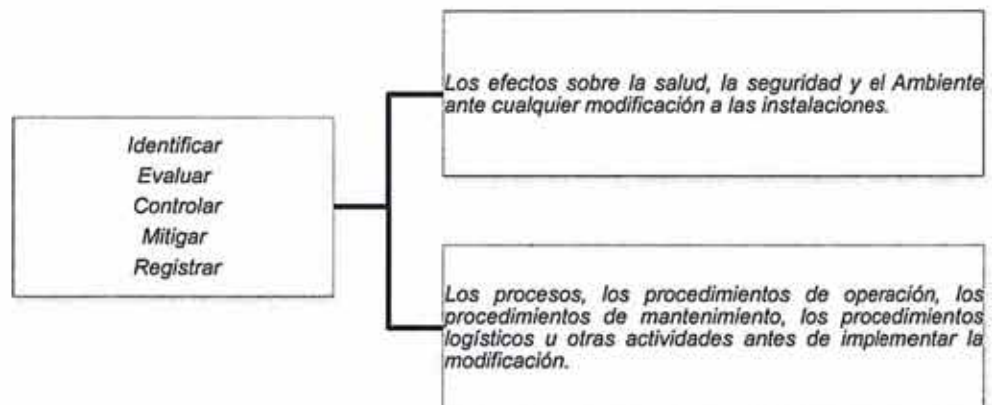 Identificar
Evaluar
Controlar
Mitigar
Registrar
Los efectos sobre la salud, la seguridad y el Ambiente
ante cualquier modificación a las instalaciones.
Los procesos, los procedimientos de operación, los
procedimientos de mantenimiento, los procedimientos
logísticos u otras actividades antes de implementar la
modificación.